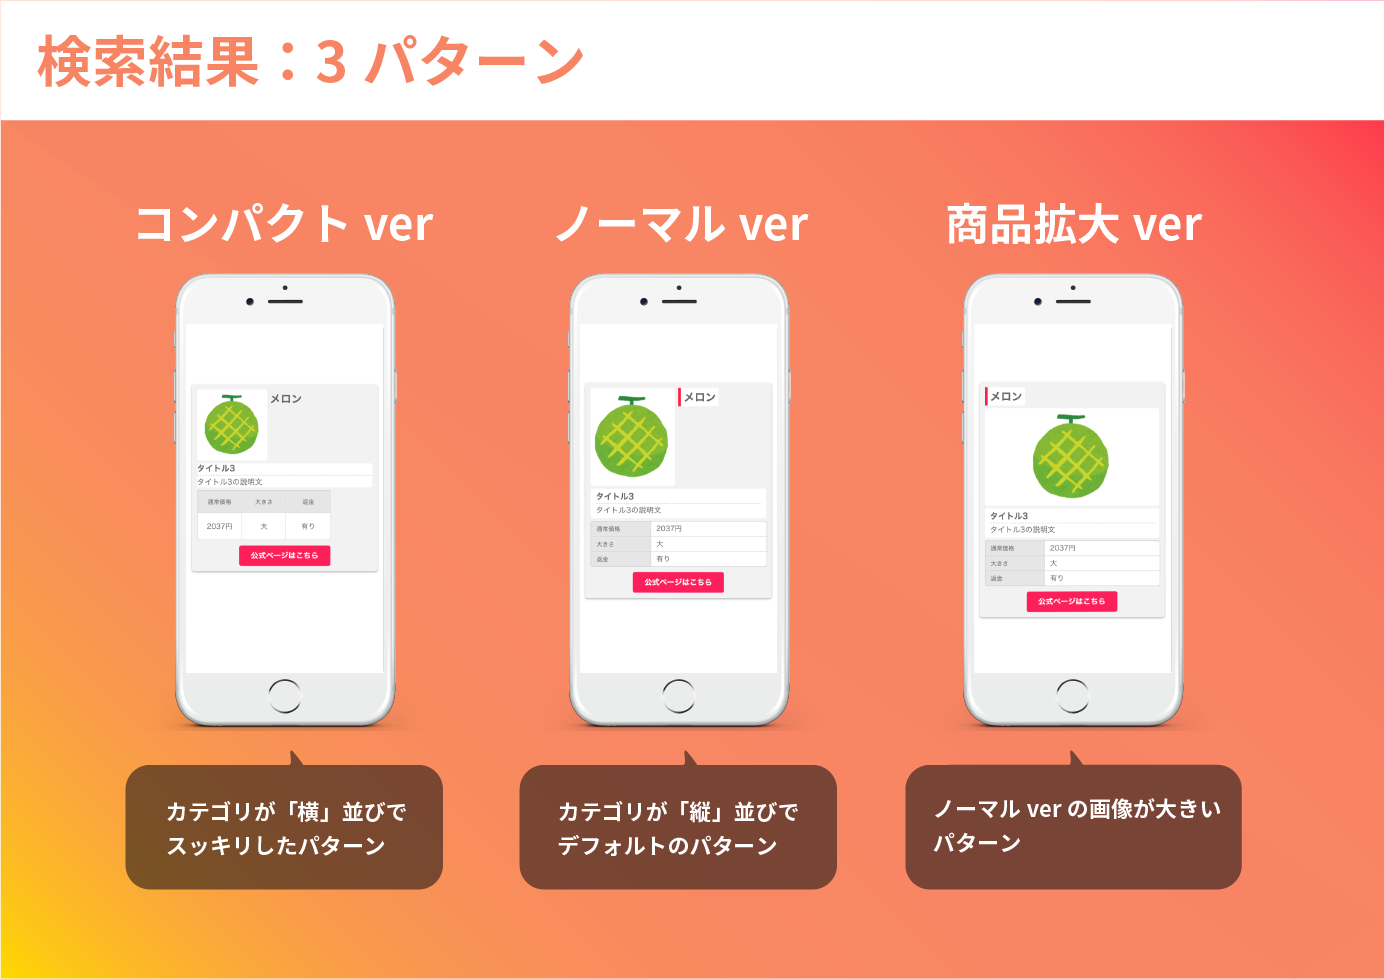 検索結果：3 パターン
コンパクト ver
メロン
タイトル3
タイトル3の説明文
通常価格 大きさ 返金
2037円 大 有り
公式ページはこちら
カテゴリが「横」並びで
スッキリしたパターン
ノーマル ver
メロン
タイトル3
タイトル3の説明文
通常価格 2037円
大きさ 大
返金 有り
公式ページはこちら
カテゴリが「縦」並びで
デフォルトのパターン
商品拡大 ver
メロン
タイトル3
タイトル3の説明文
通常価格 2037円
大きさ 大
返金 有り
公式ページはこちら
ノーマル ver の画像が大きい
パターン